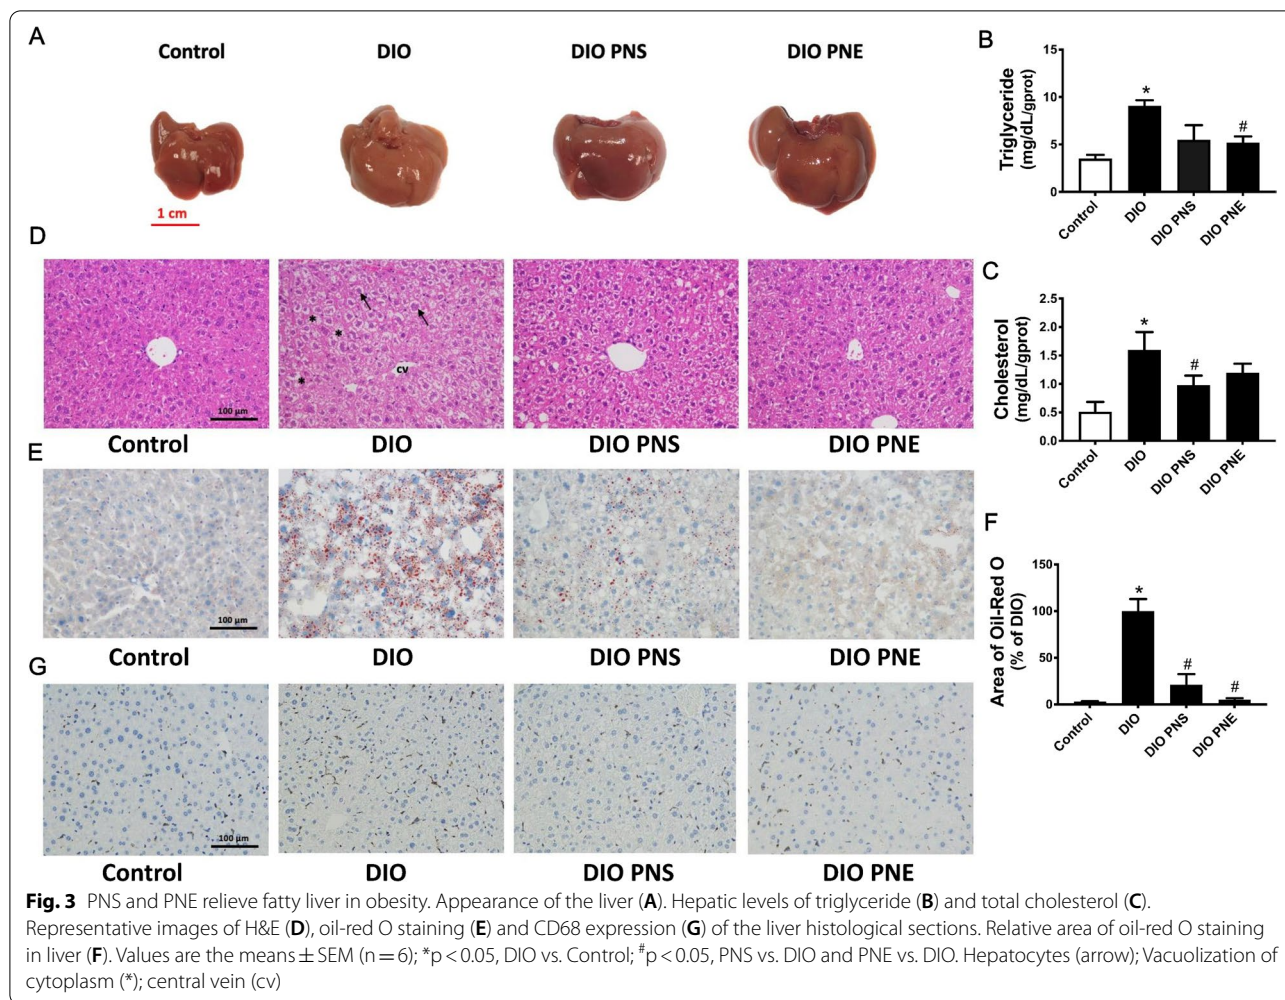 A
Control
DIO
DIO PNS
DIO PNE
1 cm
B
Triglyceride
(mg/dL/gprot)
15
10
5
0
*
#
Control
DIO
DIO PNS
DIO PNE
C
Cholesterol
(mg/dL/gprot)
2.5
2.0
1.5
1.0
0.5
0.0
*
#
Control
DIO
DIO PNS
DIO PNE
D
100 µm
*
*
*
cv
Control
DIO
DIO PNS
DIO PNE
E
100 µm
Control
DIO
DIO PNS
DIO PNE
F
Area of Oil-Red O
(% of DIO)
150
100
50
0
*
#
#
Control
DIO
DIO PNS
DIO PNE
G
100 µm
Control
DIO
DIO PNS
DIO PNE
Fig. 3 PNS and PNE relieve fatty liver in obesity. Appearance of the liver (A). Hepatic levels of triglyceride (B) and total cholesterol (C).
Representative images of H&E (D), oil-red O staining (E) and CD68 expression (G) of the liver histological sections. Relative area of oil-red O staining
in liver (F). Values are the means ± SEM (n = 6); *p < 0.05, DIO vs. Control; #p < 0.05, PNS vs. DIO and PNE vs. DIO. Hepatocytes (arrow); Vacuolization of
cytoplasm (*); central vein (cv)